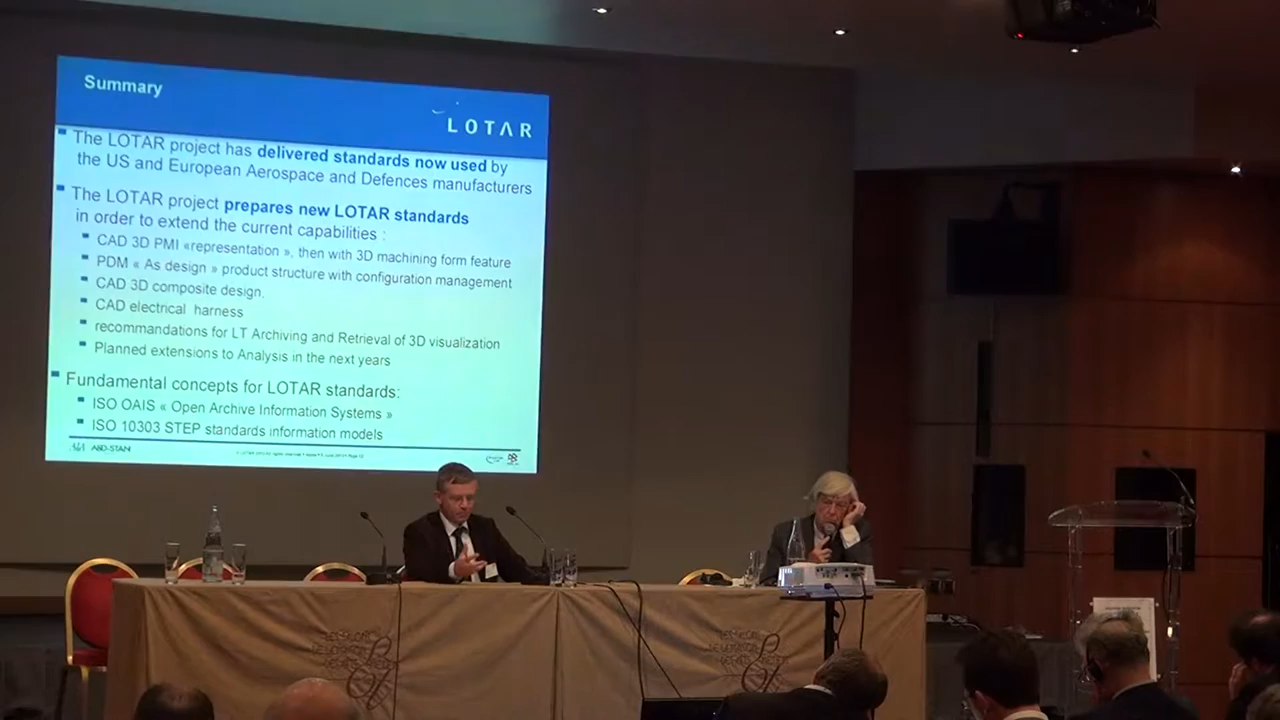 Summary
LOTAR
The LOTAR project has delivered standards now used by
the US and European Aerospace and Defences manufacturers
The LOTAR project prepares new LOTAR standards
in order to extend the current capabilities :
CAD 3D PMI «representation », then with 3D machining form feature
PDM « As design » product structure with configuration management
CAD 3D composite design.
CAD electrical harness
recommandations for LT Archiving and Retrieval of 3D visualization
Planned extensions to Analysis in the next years
Fundamental concepts for LOTAR standards:
ISO OAIS « Open Archive Information Systems »
ISO 10303 STEP standards information models
ASD-STAN